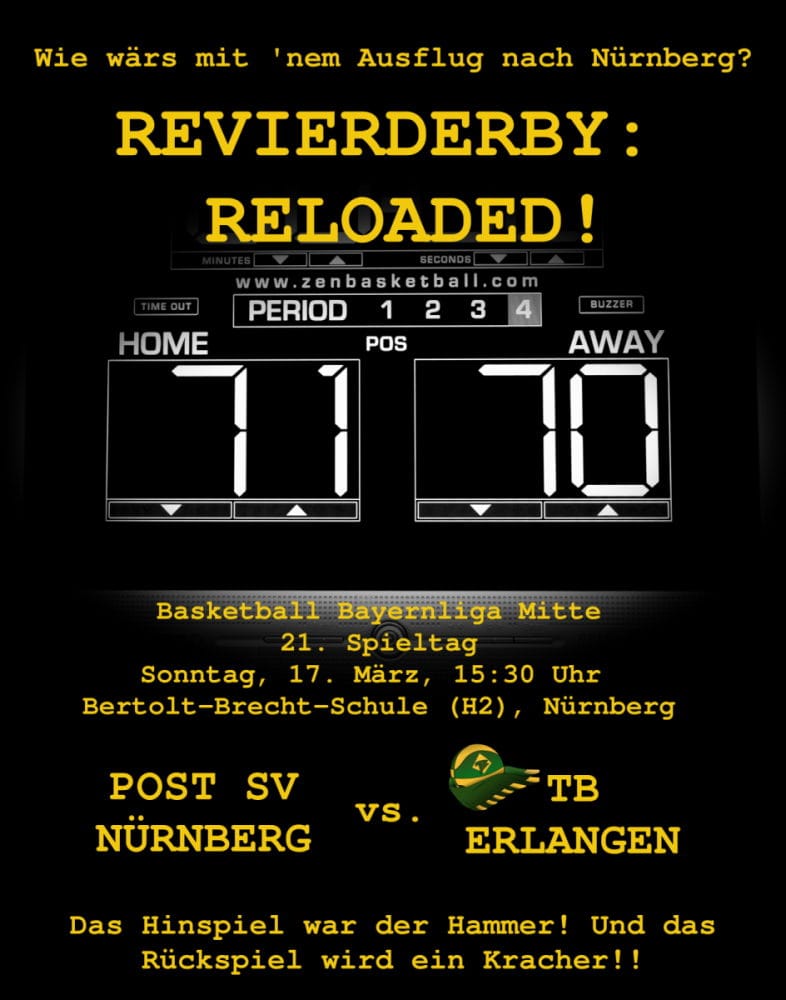 Wie wärs mit 'nem Ausflug nach Nürnberg?
REVIERDERBY:
RELOADED!
MINUTES SECONDS
www.zenbasketball.com
TIME OUT PERIOD 1 2 3 4 BUZZER
HOME POS AWAY
71 70
Basketball Bayernliga Mitte
21. Spieltag
Sonntag, 17. März, 15:30 Uhr
Bertolt-Brecht-Schule (H2), Nürnberg
POST SV
NÜRNBERG
vs.
TB
ERLANGEN
Das Hinspiel war der Hammer! Und das
Rückspiel wird ein Kracher!!